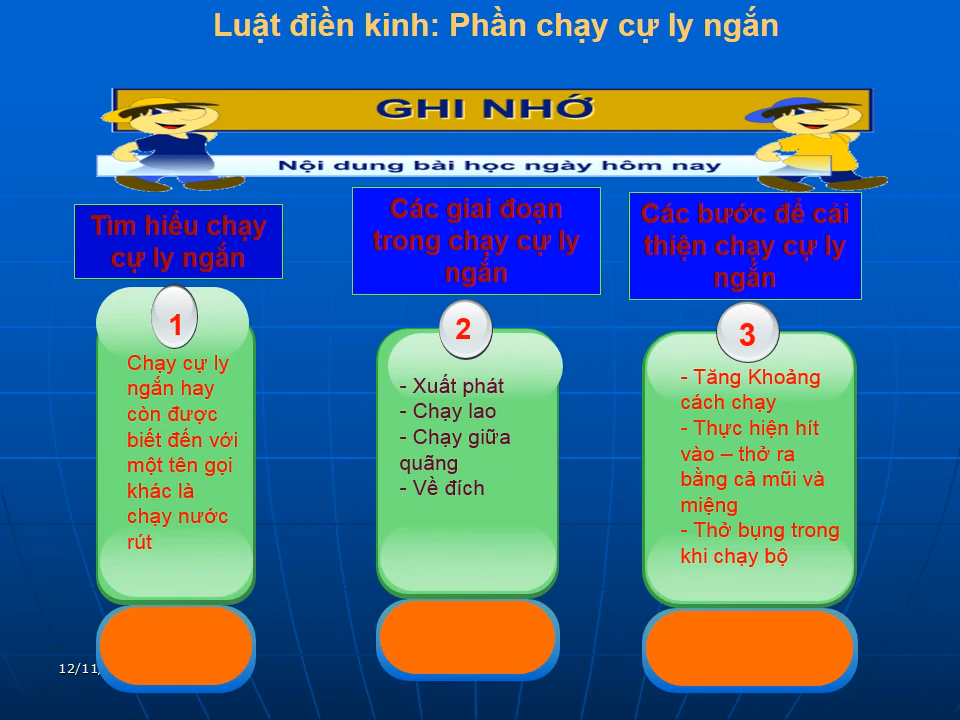 Luật điền kinh: Phần chạy cự ly ngắn
GHI NHỚ
Nội dung bài học ngày hôm nay
Tìm hiểu chạy
cự ly ngắn
1
Chạy cự ly
ngắn hay
còn được
biết đến với
một tên gọi
khác là
chạy nước
rút
Các giai đoạn
trong chạy cự ly
ngắn
2
- Xuất phát
- Chạy lao
- Chạy giữa
quãng
- Về đích
Các bước để cải
thiện chạy cự ly
ngắn
3
- Tăng Khoảng
cách chạy
- Thực hiện hít
vào – thở ra
bằng cả mũi và
miệng
- Thở bụng trong
khi chạy bộ
12/11/